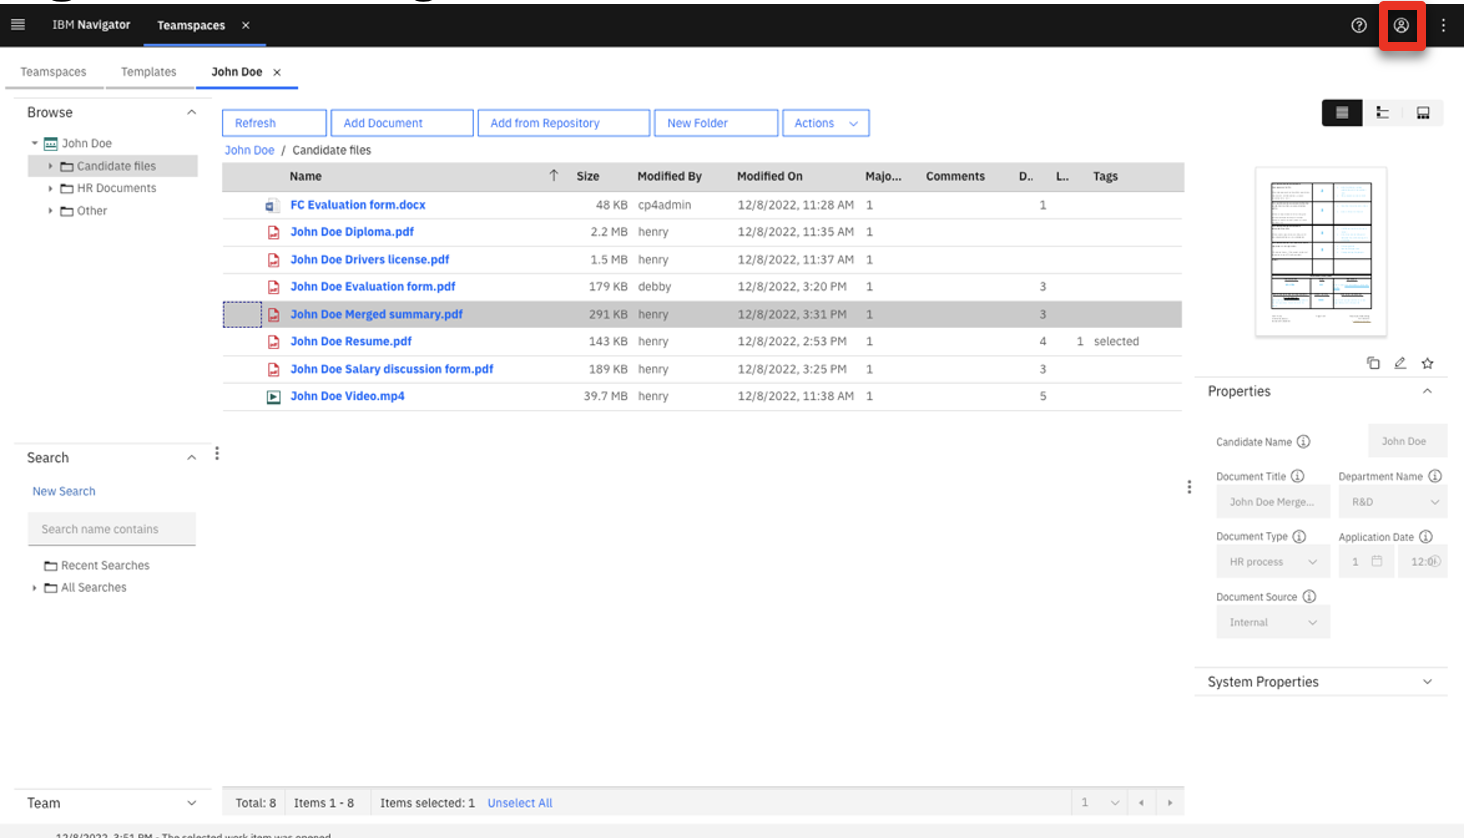 IBM Navigator Teamspaces
Teamspaces Templates John Doe
Browse
John Doe
Candidate files
HR Documents
Other
Refresh Add Document Add from Repository New Folder Actions
John Doe / Candidate files
Name Size Modified By Modified On Majo... Comments D.. L.. Tags
FC Evaluation form.docx 48 KB cp4admin 12/8/2022, 11:28 AM 1 1
John Doe Diploma.pdf 2.2 MB henry 12/8/2022, 11:35 AM 1
John Doe Drivers license.pdf 1.5 MB henry 12/8/2022, 11:37 AM 1
John Doe Evaluation form.pdf 179 KB debby 12/8/2022, 3:20 PM 1 3
John Doe Merged summary.pdf 291 KB henry 12/8/2022, 3:31 PM 1 3
John Doe Resume.pdf 143 KB henry 12/8/2022, 2:53 PM 1 4 1 selected
John Doe Salary discussion form.pdf 189 KB henry 12/8/2022, 3:25 PM 1 3
John Doe Video.mp4 39.7 MB henry 12/8/2022, 11:38 AM 1 5
Search
New Search
Search name contains
Recent Searches
All Searches
Team
Properties
Candidate Name John Doe
Document Title Department Name
John Doe Merge... R&D
Document Type Application Date
HR process 1 12:0
Document Source
Internal
System Properties
Total: 8 Items 1 - 8 Items selected: 1 Unselect All 1
12/8/2022, 3:51 PM - The selected work item was opened